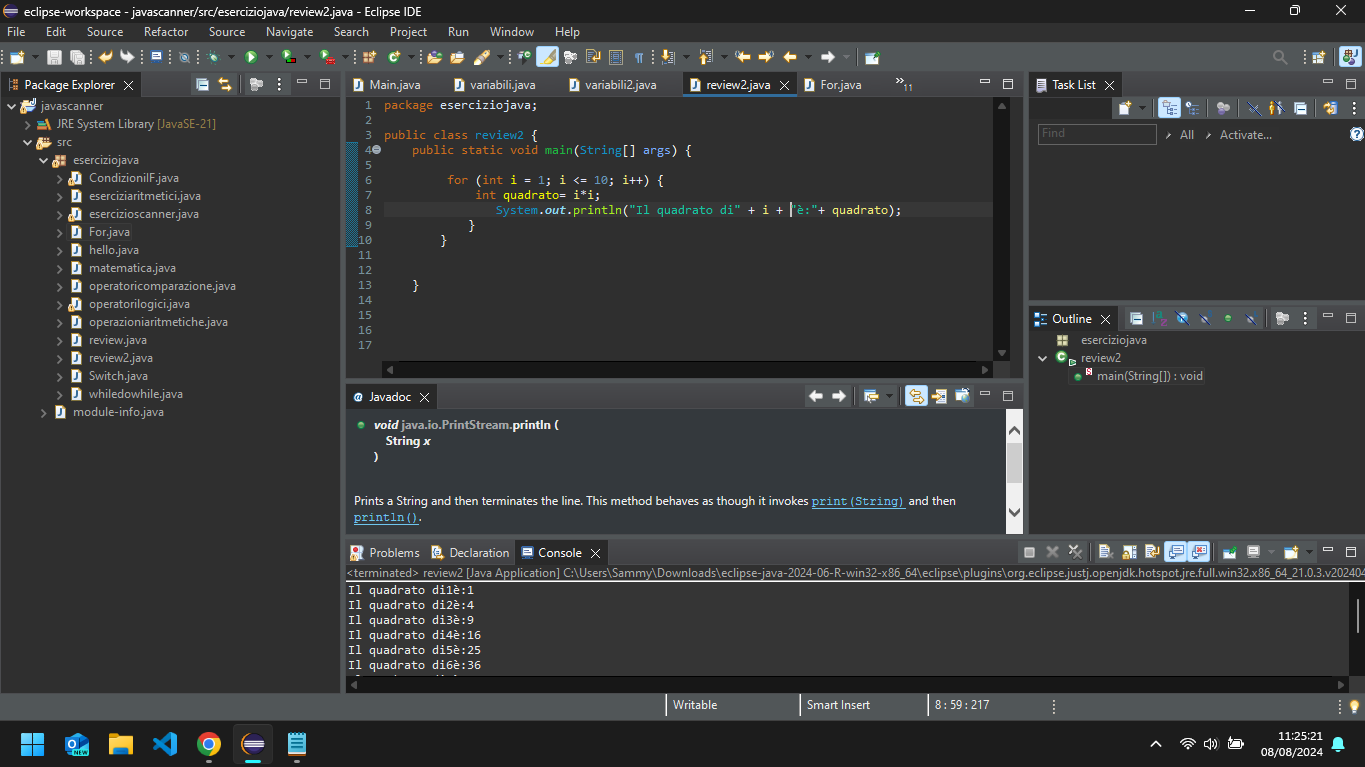 eclipse-workspace - javascanner/src/eserciziojava/review2.java - Eclipse IDE
File Edit Source Refactor Source Navigate Search Project Run Window Help
Package Explorer
javascanner
JRE System Library [JavaSE-21]
src
eserciziojava
CondizioniIF.java
eserciziaritmetici.java
esercizioscanner.java
For.java
hello.java
matematica.java
operatoricomparazione.java
operatorilogici.java
operazioniaritmetiche.java
review.java
review2.java
Switch.java
whiledowhile.java
module-info.java
Main.java variabili.java variabili2.java review2.java For.java »11
1 package eserciziojava;
2
3 public class review2 {
4 public static void main(String[] args) {
5
6 for (int i = 1; i <= 10; i++) {
7 int quadrato= i*i;
8 System.out.println("Il quadrato di" + i + "è:"+ quadrato);
9 }
10 }
11
12
13 }
14
15
16
17
Task List
Find All Activate...
Outline
eserciziojava
review2
main(String[]) : void
@ Javadoc
void java.io.PrintStream.println (
String x
)
Prints a String and then terminates the line. This method behaves as though it invokes print(String) and then
println().
Problems Declaration Console
<terminated> review2 [Java Application] C:\Users\Sammy\Downloads\eclipse-java-2024-06-R-win32-x86_64\eclipse\plugins\org.eclipse.justj.openjdk.hotspot.jre.full.win32.x86_64_21.0.3.v202404
Il quadrato di1è:1
Il quadrato di2è:4
Il quadrato di3è:9
Il quadrato di4è:16
Il quadrato di5è:25
Il quadrato di6è:36
Writable Smart Insert 8 : 59 : 217
NEW
11:25:21
08/08/2024